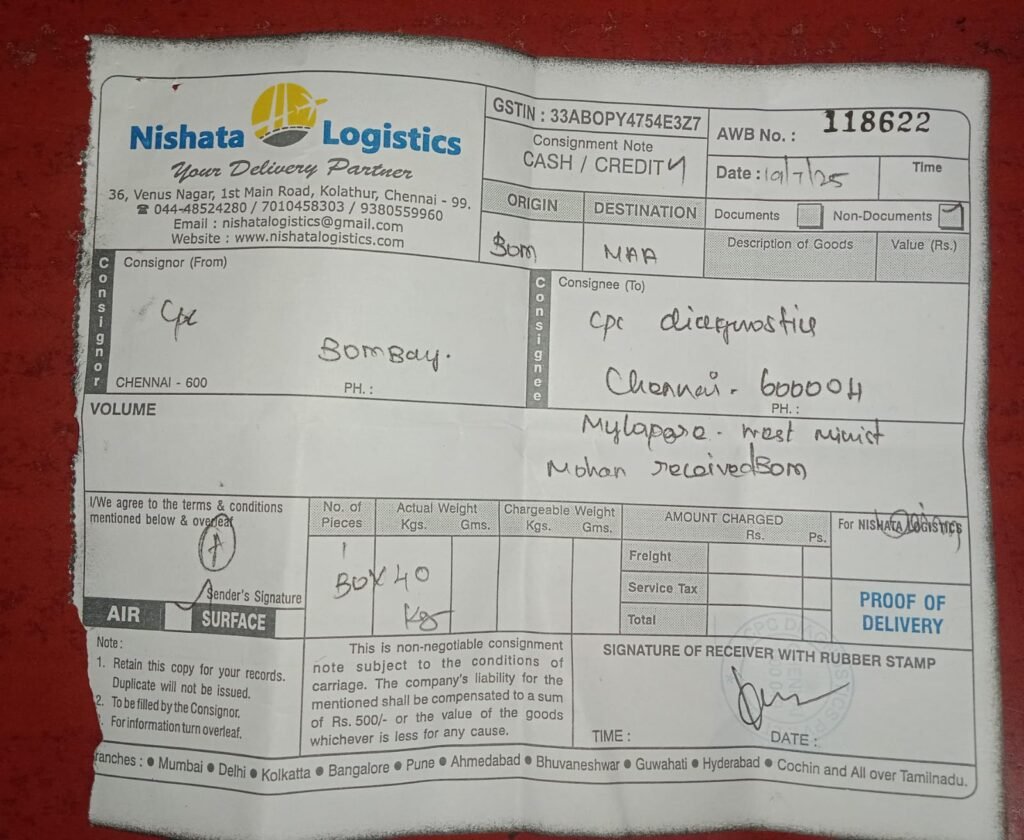 Nishata Logistics
Your Delivery Partner
36, Venus Nagar, 1st Main Road, Kolathur, Chennai - 99.
☎ 044-48524280 / 7010458303 / 9380559960
Email : nishatalogistics@gmail.com
Website : www.nishatalogistics.com
GSTIN : 33ABOPY4754E3Z7
Consignment Note
CASH / CREDIT
AWB No. : 118622
Date : 19/7/25
Time
ORIGIN
DESTINATION
Bom
MAA
Documents
Non-Documents
Description of Goods
Value (Rs.)
Consignor
Consignor (From)
Cpc
Bombay.
CHENNAI - 600
PH. :
Consignee
Consignee (To)
Cpc diagnostics
Chennai - 600004
PH. :
VOLUME
Mylapore - west minist
Mohan received Bom
I/We agree to the terms & conditions
mentioned below & overleaf
Sender's Signature
AIR
SURFACE
No. of
Pieces
Actual Weight
Kgs. Gms.
Chargeable Weight
Kgs. Gms.
1
Box 40
Kg
AMOUNT CHARGED
Rs. Ps.
Freight
Service Tax
Total
For NISHATA LOGISTICS
PROOF OF
DELIVERY
Note :
1. Retain this copy for your records.
Duplicate will not be issued.
2. To be filled by the Consignor.
For information turn overleaf.
This is non-negotiable consignment
note subject to the conditions of
carriage. The company's liability for the
mentioned shall be compensated to a sum
of Rs. 500/- or the value of the goods
whichever is less for any cause.
SIGNATURE OF RECEIVER WITH RUBBER STAMP
TIME :
DATE :
ranches : ● Mumbai ● Delhi ● Kolkatta ● Bangalore ● Pune ● Ahmedabad ● Bhuvaneshwar ● Guwahati ● Hyderabad ● Cochin and All over Tamilnadu.